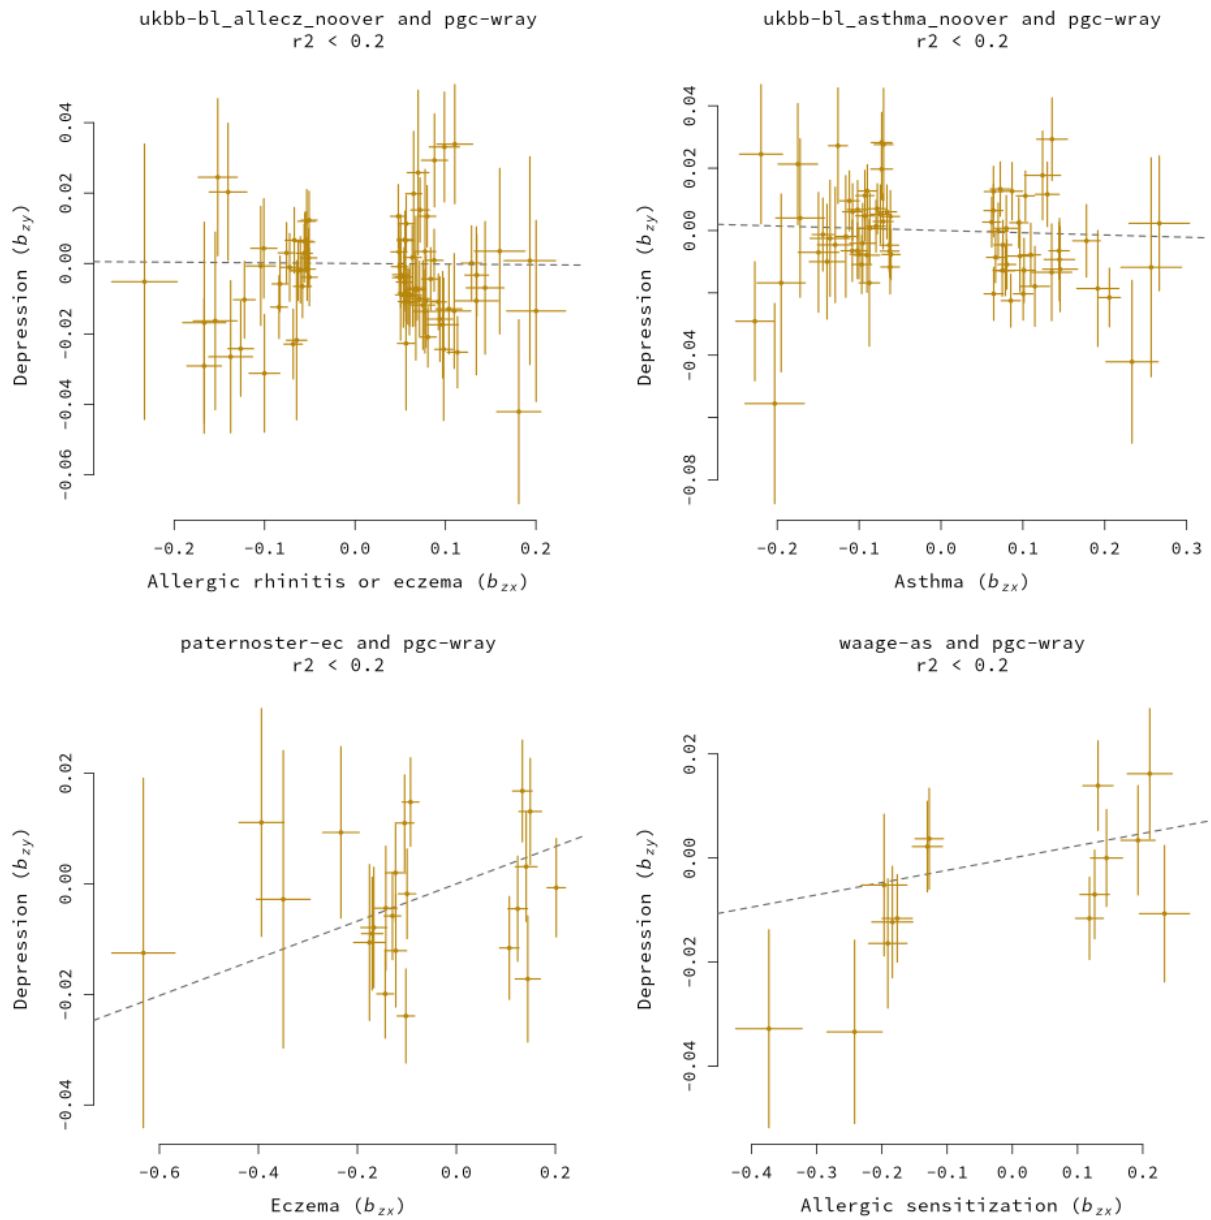 ukbb-bl_allecz_noover and pgc-wray
r2 < 0.2
Depression (bzy)
0.04
0.02
0.00
−0.02
−0.04
−0.06
−0.2 −0.1 0.0 0.1 0.2
Allergic rhinitis or eczema (bzx)
ukbb-bl_asthma_noover and pgc-wray
r2 < 0.2
Depression (bzy)
0.04
0.02
0.00
−0.04
−0.08
−0.2 −0.1 0.0 0.1 0.2 0.3
Asthma (bzx)
paternoster-ec and pgc-wray
r2 < 0.2
Depression (bzy)
0.02
0.00
−0.02
−0.04
−0.6 −0.4 −0.2 0.0 0.2
Eczema (bzx)
waage-as and pgc-wray
r2 < 0.2
Depression (bzy)
0.02
0.00
−0.02
−0.04
−0.4 −0.3 −0.2 −0.1 0.0 0.1 0.2
Allergic sensitization (bzx)